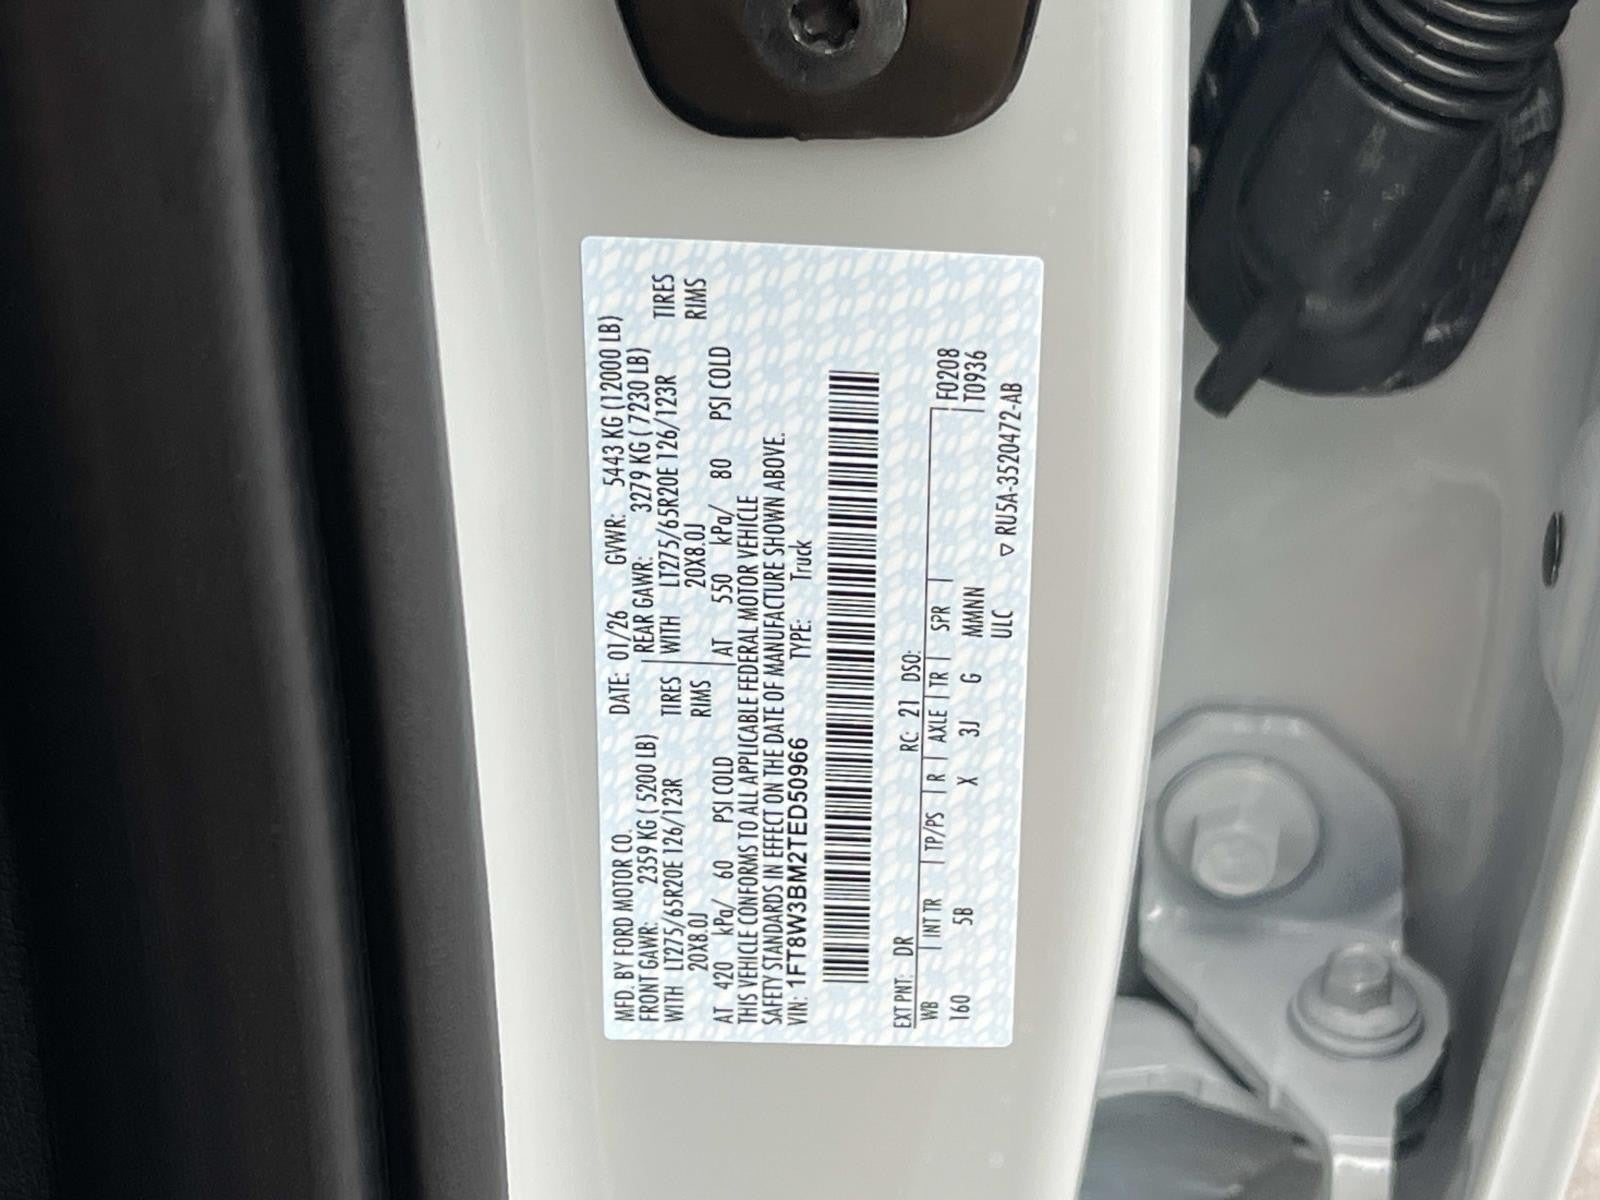 MFD. BY FORD MOTOR CO. DATE: 01/26 GVWR: 5443 KG (12000 LB)
FRONT GAWR: 2359 KG ( 5200 LB) REAR GAWR: 3279 KG ( 7230 LB)
WITH LT275/65R20E 126/123R TIRES WITH LT275/65R20E 126/123R TIRES
20X8.0J RIMS 20X8.0J RIMS
AT 420 kPa/ 60 PSI COLD AT 550 kPa/ 80 PSI COLD
THIS VEHICLE CONFORMS TO ALL APPLICABLE FEDERAL MOTOR VEHICLE
SAFETY STANDARDS IN EFFECT ON THE DATE OF MANUFACTURE SHOWN ABOVE.
VIN: 1FT8W3BM2TED50966 TYPE: Truck
EXT PNT: DR RC: 21 DSO:
WB INT TR TP/PS R AXLE TR SPR F0208
160 5B X 3J G MMNN T0936
ULC ▽ RU5A-3520472-AB